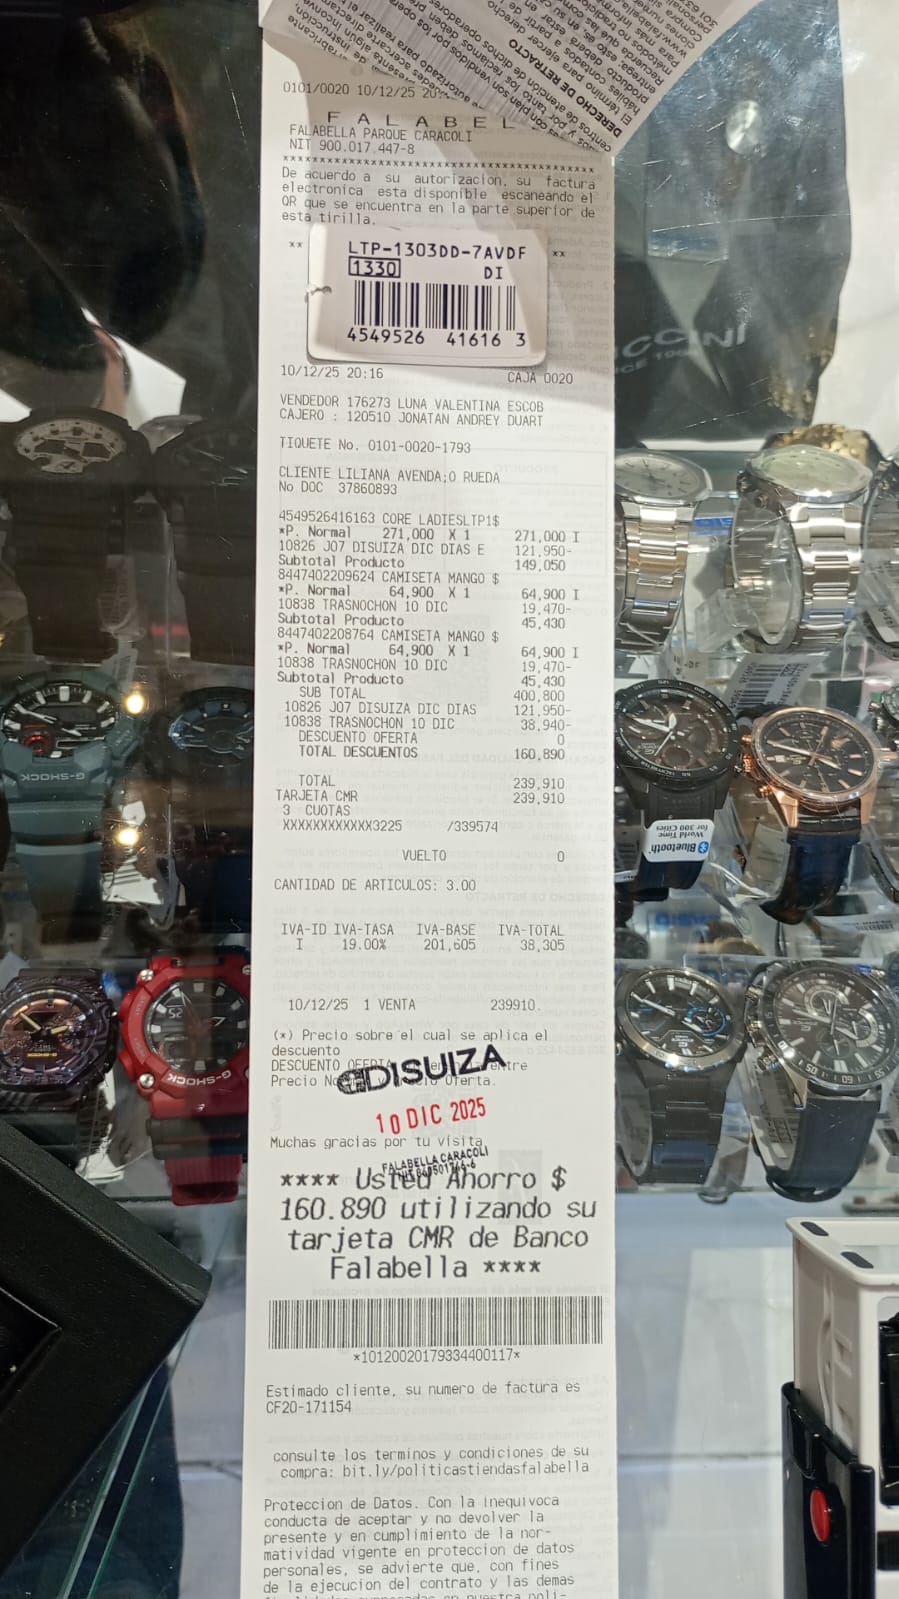 DERECHO DE RETRACTO
0101/0020 10/12/25
F A L A B E L
FALABELLA PARQUE CARACOLI
NIT 900.017.447-8
****************************************
De acuerdo a su autorizacion, su factura
electronica esta disponible escaneando el
QR que se encuentra en la parte superior de
esta tirilla.
** **
LTP-1303DD-7AVDF
1330 DI
4549526 41616 3
10/12/25 20:16 CAJA 0020
VENDEDOR 176273 LUNA VALENTINA ESCOB
CAJERO : 120510 JONATAN ANDREY DUART
TIQUETE No. 0101-0020-1793
CLIENTE LILIANA AVENDA;O RUEDA
No DOC 37860893
4549526416163 CORE LADIESLTP1$
*P. Normal 271,000 X 1 271,000 I
10826 J07 DISUIZA DIC DIAS E 121,950-
Subtotal Producto 149,050
8447402209624 CAMISETA MANGO $
*P. Normal 64,900 X 1 64,900 I
10838 TRASNOCHON 10 DIC 19,470-
Subtotal Producto 45,430
8447402208764 CAMISETA MANGO $
*P. Normal 64,900 X 1 64,900 I
10838 TRASNOCHON 10 DIC 19,470-
Subtotal Producto 45,430
SUB TOTAL 400,800
10826 J07 DISUIZA DIC DIAS 121,950-
10838 TRASNOCHON 10 DIC 38,940-
DESCUENTO OFERTA 0
TOTAL DESCUENTOS 160,890
TOTAL 239,910
TARJETA CMR 239,910
3 CUOTAS
XXXXXXXXXXXX3225 /339574
VUELTO 0
CANTIDAD DE ARTICULOS: 3.00
IVA-ID IVA-TASA IVA-BASE IVA-TOTAL
I 19.00% 201,605 38,305
10/12/25 1 VENTA 239910.
(*) Precio sobre el cual se aplica el
descuento
DESCUENTO OFERTA entre
Precio Oferta.
DISUIZA
10 DIC 2025
Muchas gracias por tu visita
FALABELLA CARACOLI
**** Usted Ahorro $
160.890 utilizando su
tarjeta CMR de Banco
Falabella ****
*10120020179334400117*
Estimado cliente, su numero de factura es
CF20-171154
consulte los terminos y condiciones de su
compra: bit.ly/politicastiendasfalabella
Proteccion de Datos. Con la inequivoca
conducta de aceptar y no devolver la
presente y en cumplimiento de la nor-
matividad vigente en proteccion de datos
personales, se advierte que, con fines
de la ejecucion del contrato y las demas
G-SHOCK
G-SHOCK
Bluetooth
World Time
for 300 Cities
CASIO